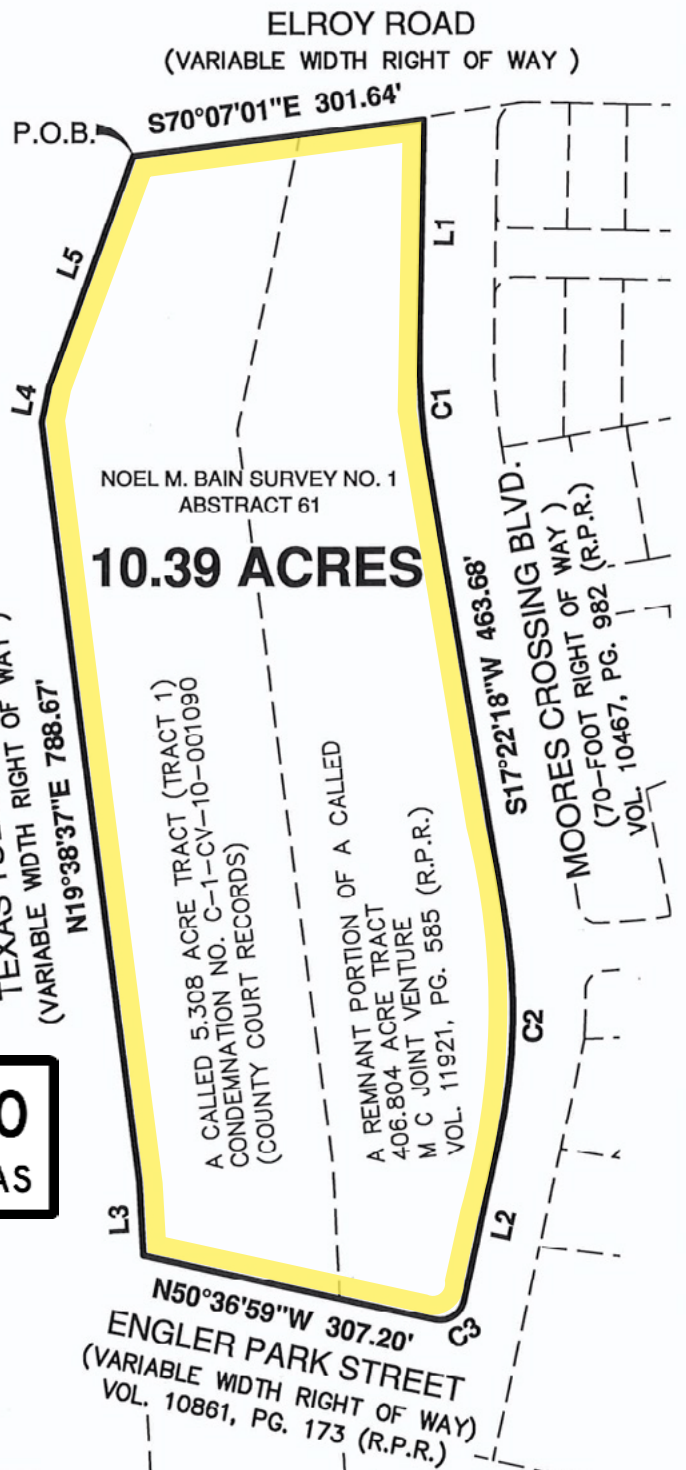 ELROY ROAD
(VARIABLE WIDTH RIGHT OF WAY )
S70°07'01"E 301.64'
P.O.B.
L1
L5
L4
C1
NOEL M. BAIN SURVEY NO. 1
ABSTRACT 61
10.39 ACRES
S17°22'18"W 463.68'
MOORES CROSSING BLVD.
(70-FOOT RIGHT OF WAY )
VOL. 10467, PG. 982 (R.P.R.)
TEXAS
(VARIABLE WIDTH RIGHT OF WAY )
N19°38'37"E 788.67'
A CALLED 5.308 ACRE TRACT (TRACT 1)
CONDEMNATION NO. C-1-CV-10-001090
(COUNTY COURT RECORDS)
A REMNANT PORTION OF A CALLED
406.804 ACRE TRACT
M C JOINT VENTURE
VOL. 11921, PG. 585 (R.P.R.)
C2
L3
L2
N50°36'59"W 307.20'
C3
ENGLER PARK STREET
(VARIABLE WIDTH RIGHT OF WAY)
VOL. 10861, PG. 173 (R.P.R.)